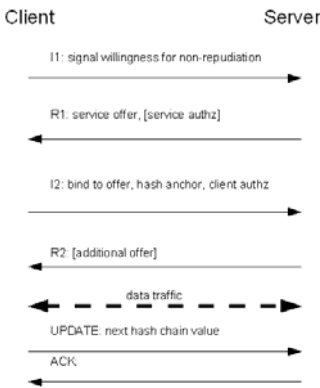 Client Server
I1: signal willingness for non-repudiation
R1: service offer, [service authz]
I2: bind to offer, hash anchor, client authz
R2: [additional offer]
data traffic
UPDATE: next hash chain value
ACK: